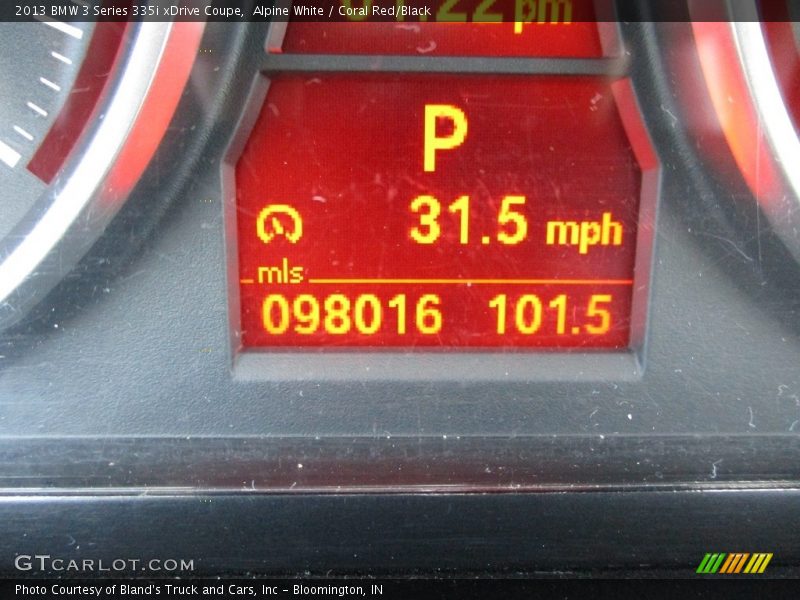 2013 BMW 3 Series 335i xDrive Coupe,  Alpine White / Coral Red/Black
pm
P
31.5 mph
mls
098016 101.5
GTCARLOT.COM
Photo Courtesy of Bland's Truck and Cars, Inc - Bloomington, IN